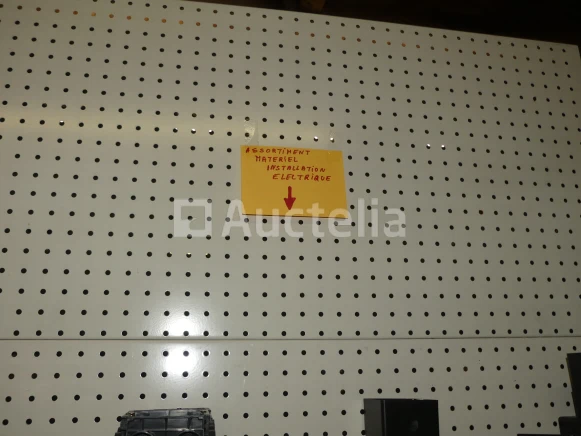 ASSORTIMENT
MATERIEL
INSTALLATION
ELECTRIQUE
Auctelia